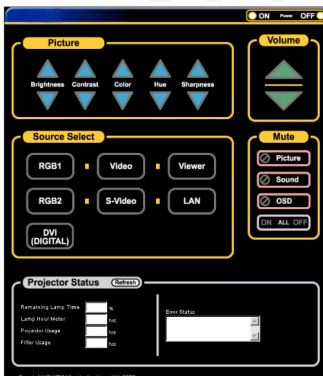 ON Power OFF
Picture
Volume
Brightness Contrast Color Hue Sharpness
Source Select
Mute
RGB1 Video Viewer
Picture
Sound
RGB2 S-Video LAN
OSD
ON ALL OFF
DVI
(DIGITAL)
Projector Status Refresh
Remaining Lamp Time %
Error Status
Lamp Hour Meter hrs
Projector Usage hrs
Filter Usage hrs